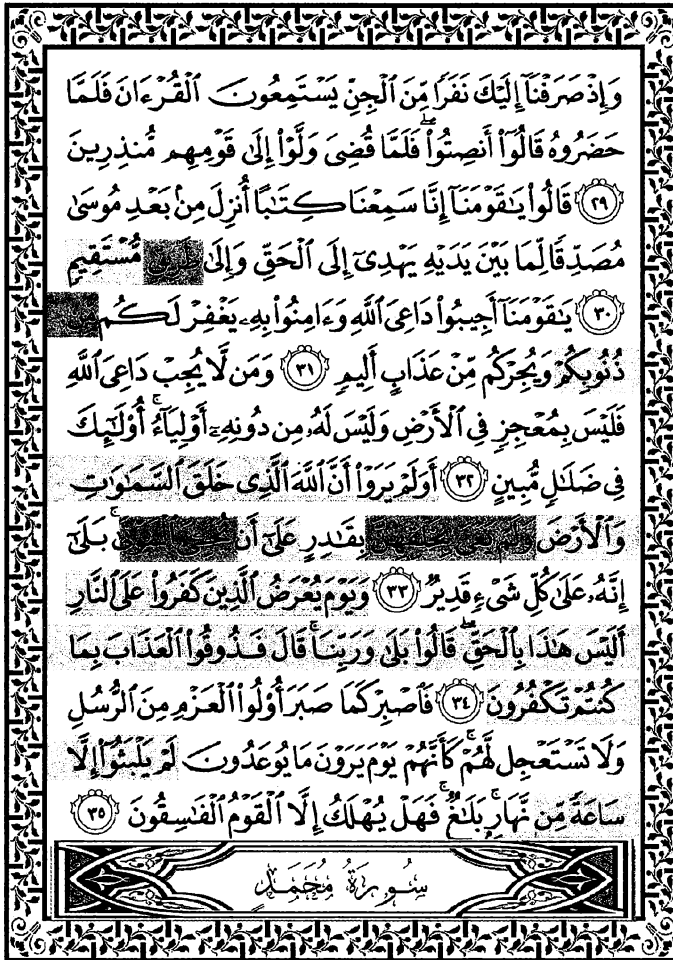 وَإِذْ صَرَفْنَآ إِلَيْكَ نَفَرًا مِّنَ ٱلْجِنِّ يَسْتَمِعُونَ ٱلْقُرْءَانَ فَلَمَّا
حَضَرُوهُ قَالُوٓا۟ أَنصِتُوا۟ ۖ فَلَمَّا قُضِىَ وَلَّوْا۟ إِلَىٰ قَوْمِهِم مُّنذِرِينَ
٢٩ قَالُوا۟ يَٰقَوْمَنَآ إِنَّا سَمِعْنَا كِتَٰبًا أُنزِلَ مِنۢ بَعْدِ مُوسَىٰ
مُصَدِّقًا لِّمَا بَيْنَ يَدَيْهِ يَهْدِىٓ إِلَى ٱلْحَقِّ وَإِلَىٰ طَرِيقٍ مُّسْتَقِيمٍ
٣٠ يَٰقَوْمَنَآ أَجِيبُوا۟ دَاعِىَ ٱللَّهِ وَءَامِنُوا۟ بِهِۦ يَغْفِرْ لَكُم
ذُنُوبِكُمْ وَيُجِرْكُم مِّنْ عَذَابٍ أَلِيمٍ ٣١ وَمَن لَّا يُجِبْ دَاعِىَ ٱللَّهِ
فَلَيْسَ بِمُعْجِزٍ فِى ٱلْأَرْضِ وَلَيْسَ لَهُۥ مِن دُونِهِۦٓ أَوْلِيَآءُ ۚ أُو۟لَٰٓئِكَ
فِى ضَلَٰلٍ مُّبِينٍ ٣٢ أَوَلَمْ يَرَوْا۟ أَنَّ ٱللَّهَ ٱلَّذِى خَلَقَ ٱلسَّمَٰوَٰتِ
وَٱلْأَرْضَ وَلَمْ يَعْىَ بِخَلْقِهِنَّ بِقَٰدِرٍ عَلَىٰٓ أَن ۚ بَلَىٰٓ
إِنَّهُۥ عَلَىٰ كُلِّ شَىْءٍ قَدِيرٌ ٣٣ وَيَوْمَ يُعْرَضُ ٱلَّذِينَ كَفَرُوا۟ عَلَى ٱلنَّارِ
أَلَيْسَ هَٰذَا بِٱلْحَقِّ ۖ قَالُوا۟ بَلَىٰ وَرَبِّنَا ۚ قَالَ فَذُوقُوا۟ ٱلْعَذَابَ بِمَا
كُنتُمْ تَكْفُرُونَ ٣٤ فَٱصْبِرْ كَمَا صَبَرَ أُو۟لُوا۟ ٱلْعَزْمِ مِنَ ٱلرُّسُلِ
وَلَا تَسْتَعْجِل لَّهُمْ ۚ كَأَنَّهُمْ يَوْمَ يَرَوْنَ مَا يُوعَدُونَ لَمْ يَلْبَثُوٓا۟ إِلَّا
سَاعَةً مِّن نَّهَارٍۭ ۚ بَلَٰغٌ ۚ فَهَلْ يُهْلَكُ إِلَّا ٱلْقَوْمُ ٱلْفَٰسِقُونَ ٣٥
سُورَةُ مُحَمَّدٍ